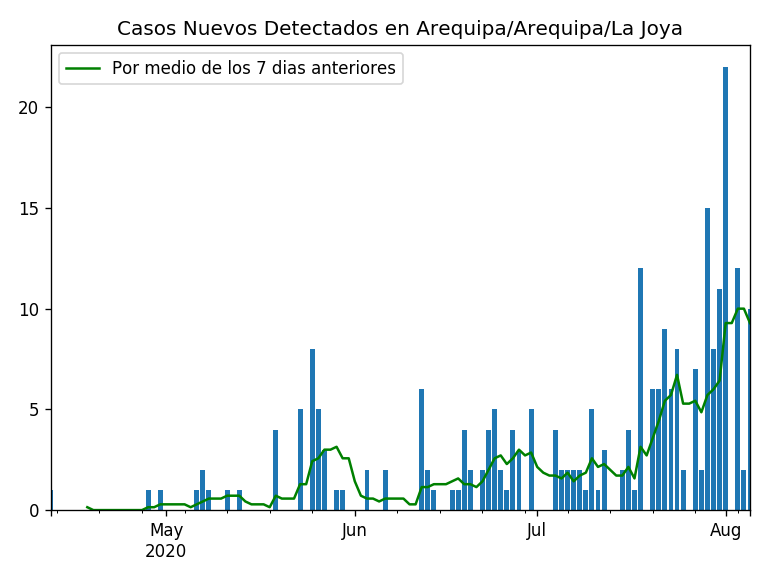 Casos Nuevos Detectados en Arequipa/Arequipa/La Joya
Por medio de los 7 dias anteriores
20
15
10
5
0
May Jun Jul Aug
2020